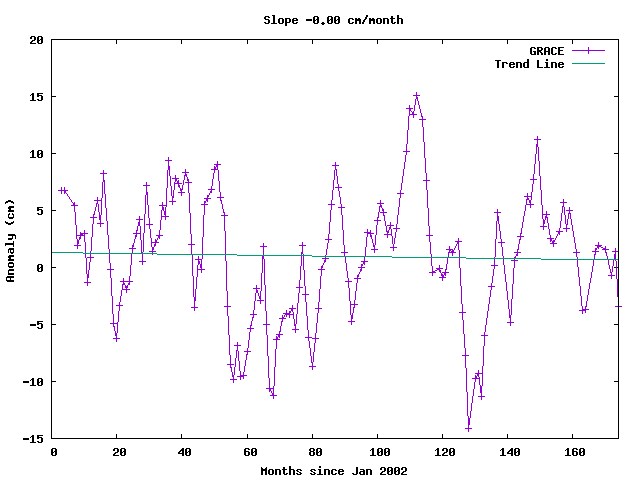 Slope -0.00 cm/month
20
15
10
5
0
-5
-10
-15
Anomaly (cm)
GRACE
Trend Line
0 20 40 60 80 100 120 140 160
Months since Jan 2002